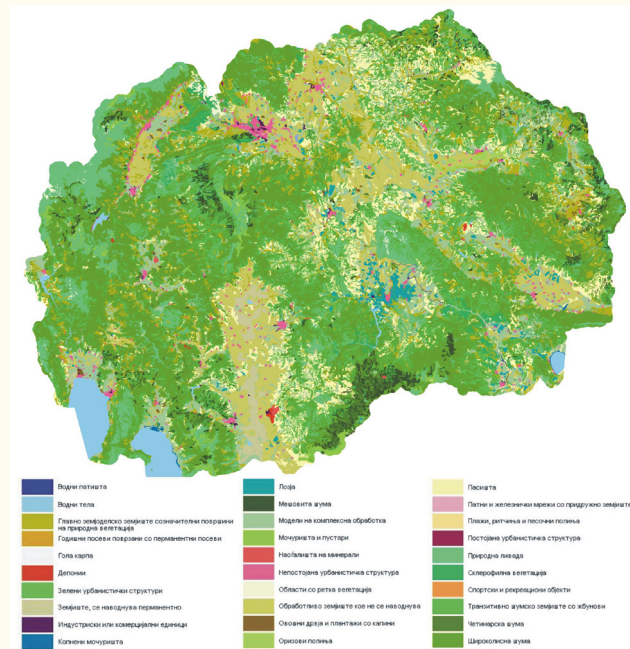 Водни патишта
Водни тела
Главно земјоделско земјиште созначителни површини
на природна вегетација
Годишни посеви поврзани со перманентни посеви
Гола карпа
Депонии
Зелени урбанистички структури
Земјиште, се наводнува перманентно
Индустриски или комерцијални единици
Копнени мочуришта
Лозја
Мешовита шума
Модели на комплексна обработка
Мочуришта и пустари
Наоѓалишта на минерали
Непостојана урбанистичка структура
Области со ретка вегетација
Обработливо земјиште кое не се наводнува
Овошни дрвја и плантажи со капини
Оризови полиња
Пасишта
Патни и железнички мрежи со придружно земјиште
Плажи, ритчиња и песочни полиња
Постојана урбанистичка структура
Природна ливада
Склерофилна вегетација
Спортски и рекреациони објекти
Транзитивно шумско земјиште со жбунови
Четинарска шума
Широколисна шума